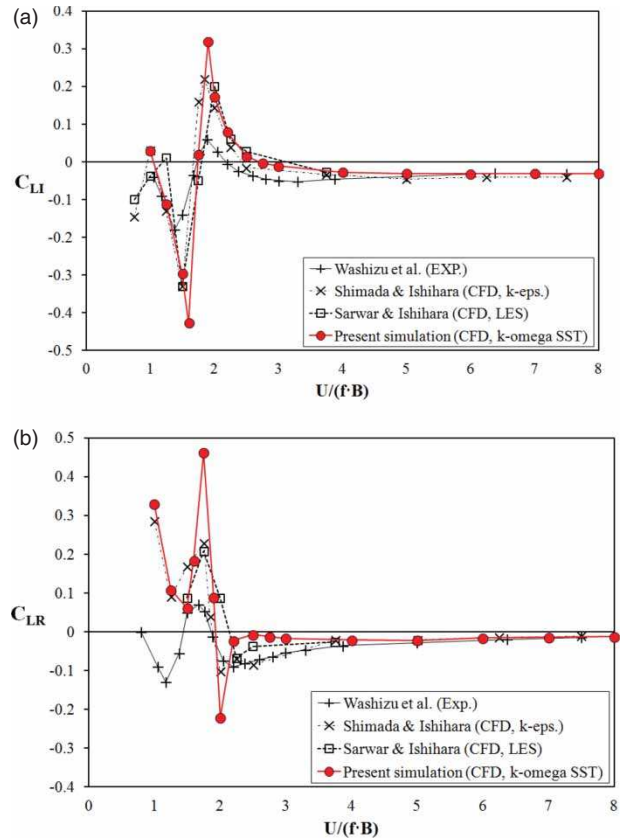 (a)
0.4
0.3
0.2
0.1
0
-0.1
-0.2
-0.3
-0.4
-0.5
C_LI
Washizu et al. (EXP.)
Shimada & Ishihara (CFD, k-eps.)
Sarwar & Ishihara (CFD, LES)
Present simulation (CFD, k-omega SST)
0 1 2 3 4 5 6 7 8
U/(f·B)
(b)
0.5
0.4
0.3
0.2
0.1
0
-0.1
-0.2
-0.3
-0.4
C_LR
Washizu et al. (Exp.)
Shimada & Ishihara (CFD, k-eps.)
Sarwar & Ishihara (CFD, LES)
Present simulation (CFD, k-omega SST)
0 1 2 3 4 5 6 7 8
U/(f·B)